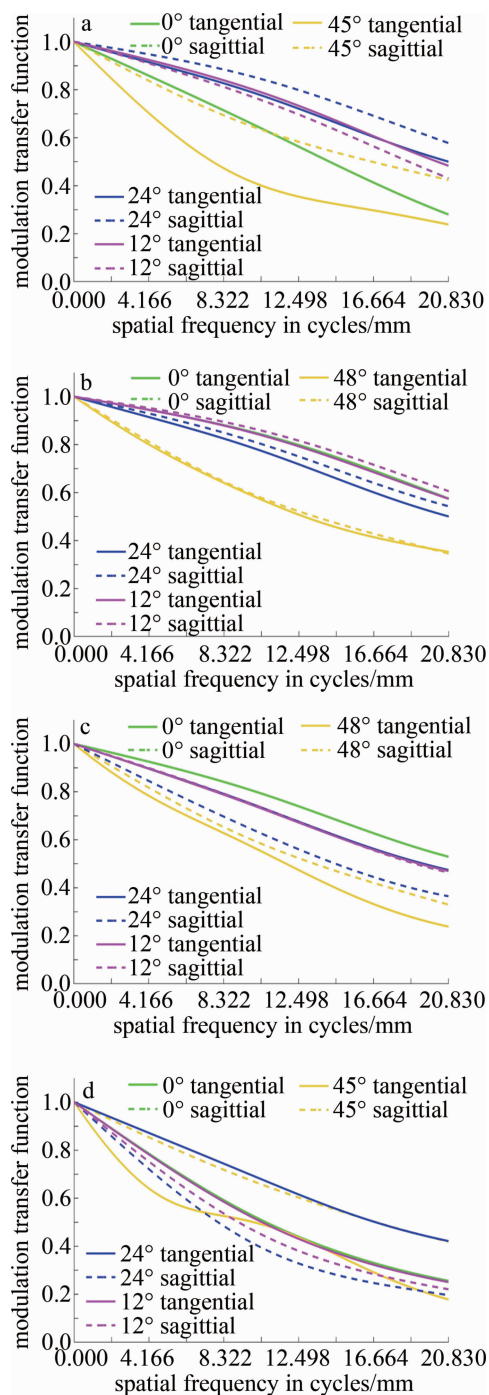 a
0° tangential
45° tangential
0° sagittial
45° sagittial
1.0
0.8
0.6
0.4
0.2
0.0
modulation transfer function
24° tangential
24° sagittial
12° tangential
12° sagittial
0.000 4.166 8.322 12.498 16.664 20.830
spatial frequency in cycles/mm
b
0° tangential
48° tangential
0° sagittial
48° sagittial
1.0
0.8
0.6
0.4
0.2
0.0
modulation transfer function
24° tangential
24° sagittial
12° tangential
12° sagittial
0.000 4.166 8.322 12.498 16.664 20.830
spatial frequency in cycles/mm
c
0° tangential
48° tangential
0° sagittial
48° sagittial
1.0
0.8
0.6
0.4
0.2
0.0
modulation transfer function
24° tangential
24° sagittial
12° tangential
12° sagittial
0.000 4.166 8.322 12.498 16.664 20.830
spatial frequency in cycles/mm
d
0° tangential
45° tangential
0° sagittial
45° sagittial
1.0
0.8
0.6
0.4
0.2
0.0
modulation transfer function
24° tangential
24° sagittial
12° tangential
12° sagittial
0.000 4.166 8.322 12.498 16.664 20.830
spatial frequency in cycles/mm